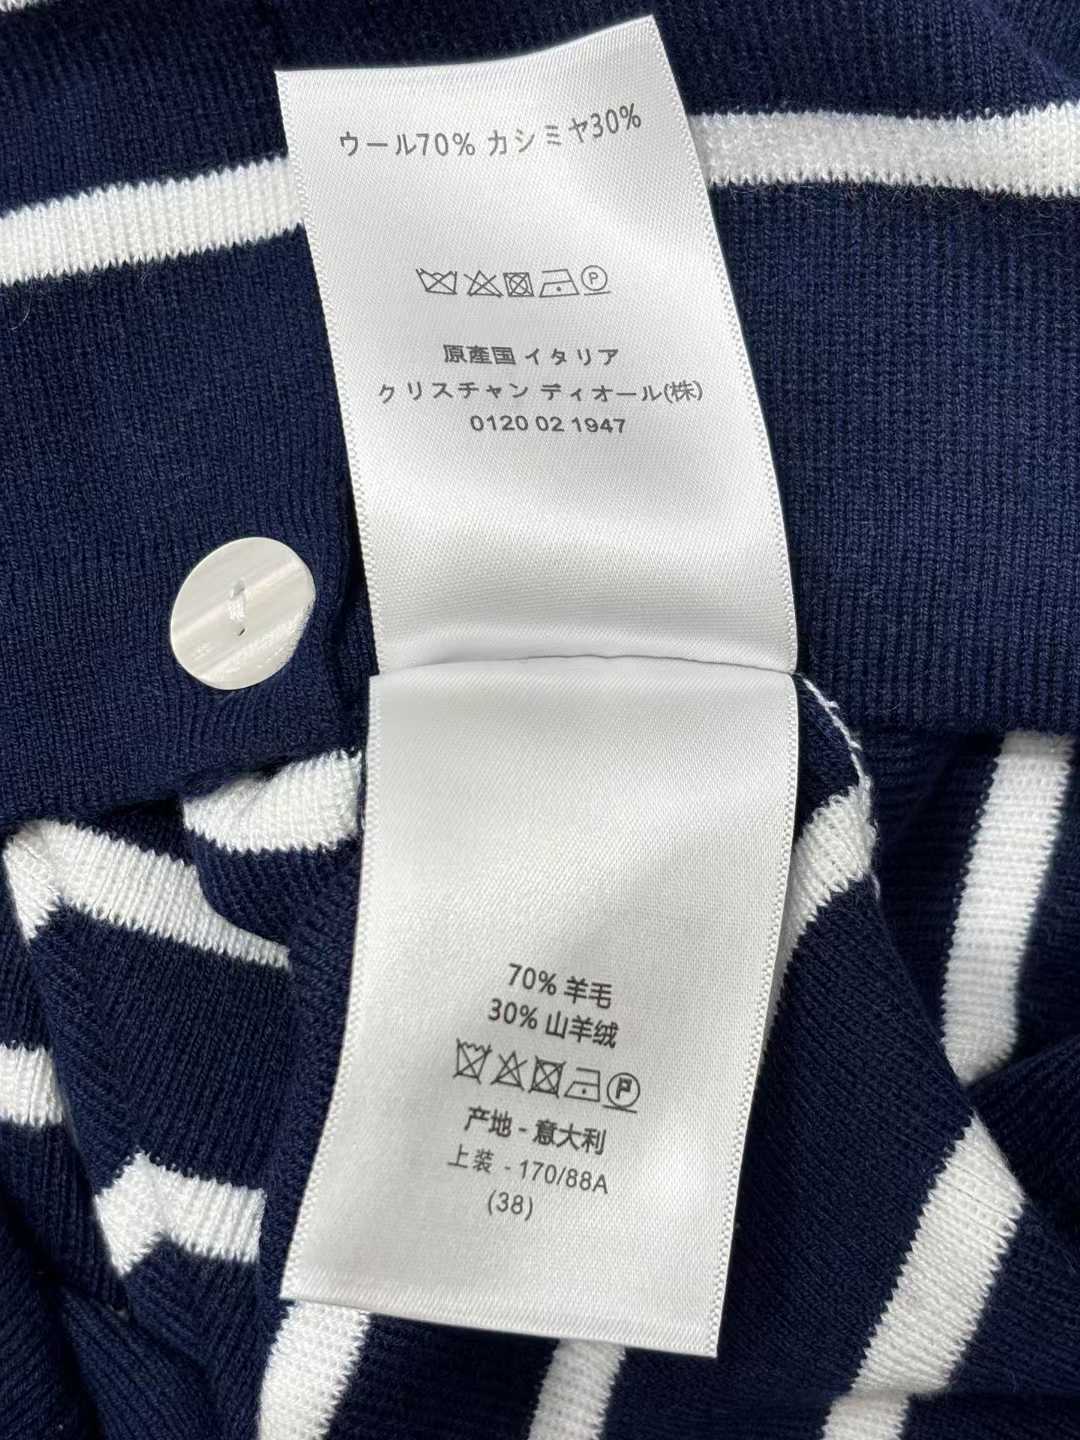 ウール70% カシミヤ30%
原産国 イタリア
クリスチャン ディオール(株)
0120 02 1947
70% 羊毛
30% 山羊绒
产地 - 意大利
上装 - 170/88A
(38)